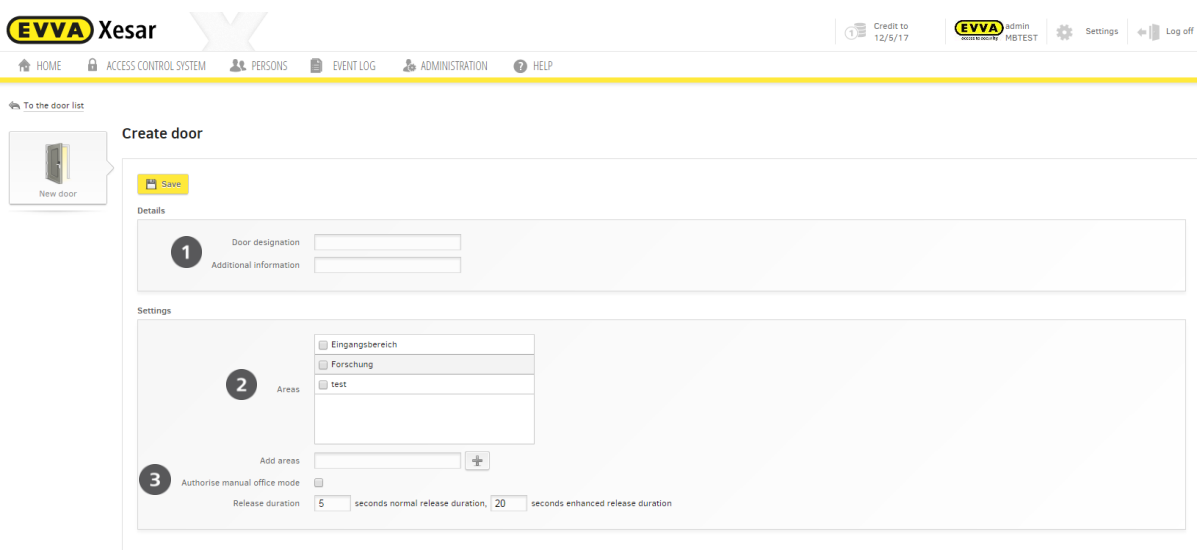 EVVA Xesar
Credit to
12/5/17
EVVA
access to security
admin
MBTEST
Settings
Log off
HOME
ACCESS CONTROL SYSTEM
PERSONS
EVENT LOG
ADMINISTRATION
HELP
To the door list
New door
Create door
Save
Details
1
Door designation
Additional information
Settings
2
Areas
Eingangsbereich
Forschung
test
Add areas
3
Authorise manual office mode
Release duration 5 seconds normal release duration, 20 seconds enhanced release duration